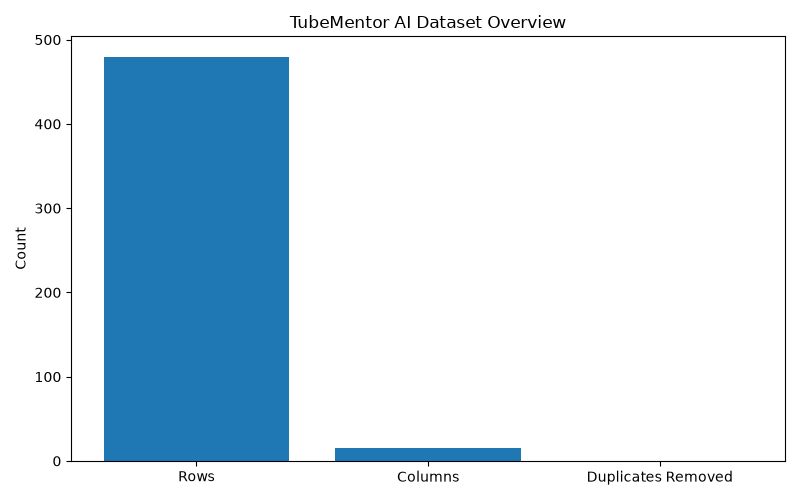 TubeMentor AI Dataset Overview
Count
500
400
300
200
100
0
Rows
Columns
Duplicates Removed